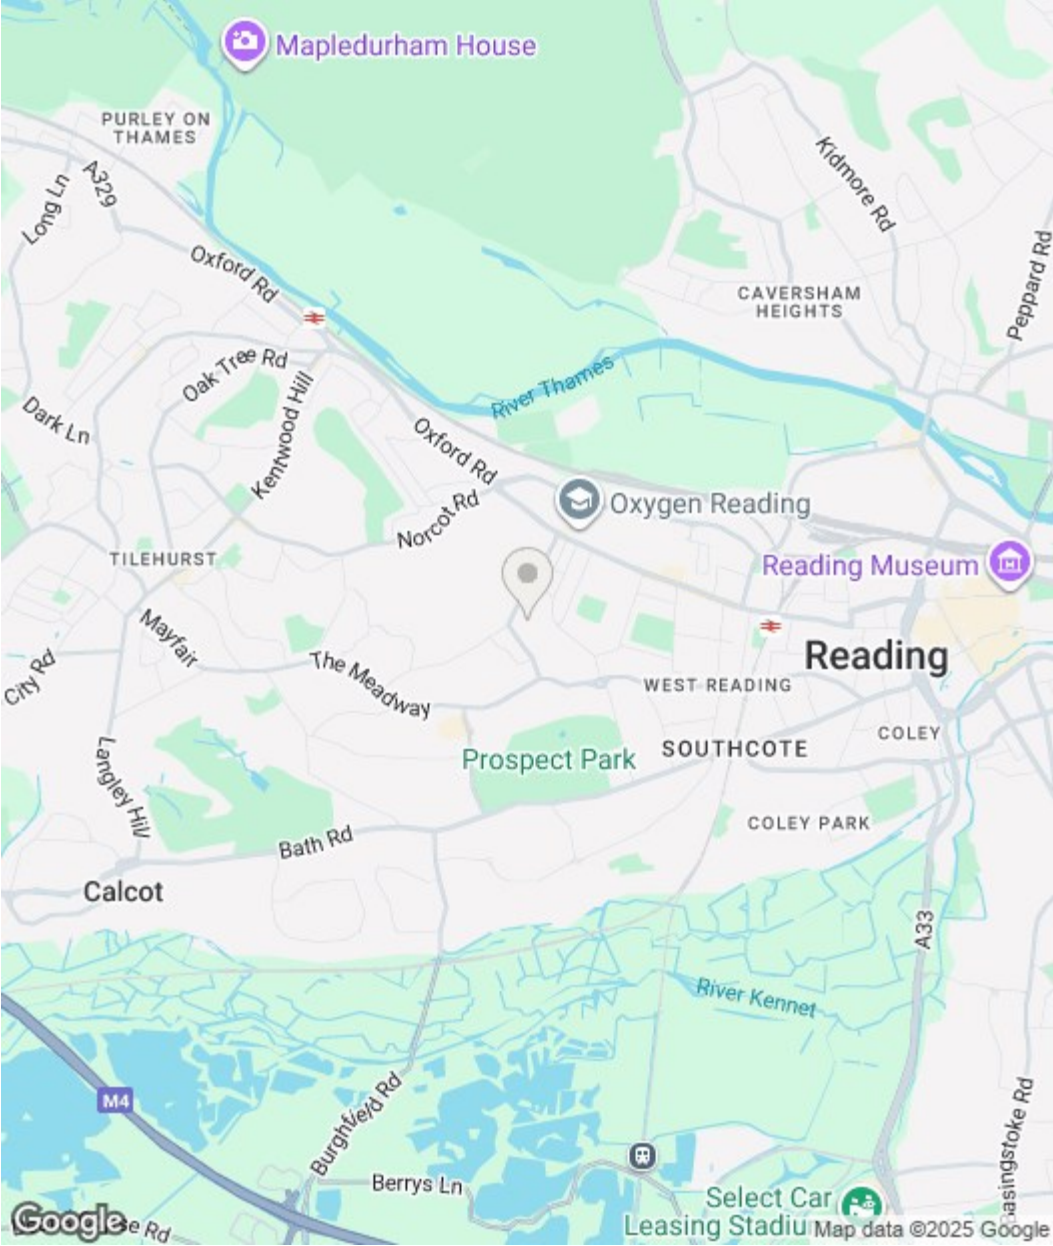 Mapledurham House
PURLEY ON
THAMES
Kidmore Rd
A329
Long Ln
Peppard Rd
Oxford Rd
CAVERSHAM
HEIGHTS
Oak Tree Rd
River Thames
Kentwood Hill
Dark Ln
Oxford Rd
Norcot Rd
Oxygen Reading
TILEHURST
Reading Museum
Mayfair
Reading
City Rd
The Meadway
WEST READING
COLEY
SOUTHCOTE
Prospect Park
Langley Hill
COLEY PARK
Bath Rd
Calcot
A33
River Kennet
M4
Burghfield Rd
Berrys Ln
Select Car
Leasing Stadiu
asingstoke Rd
Google
se Rd
Map data ©2025 Google